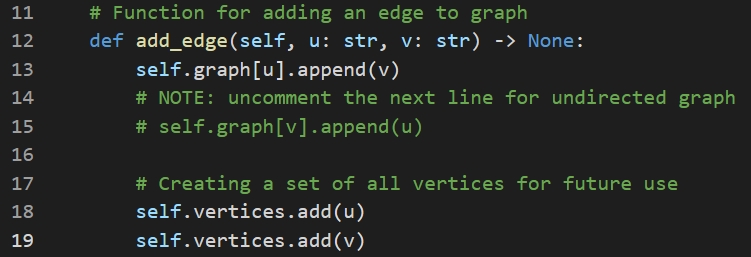 11 # Function for adding an edge to graph
12 def add_edge(self, u: str, v: str) -> None:
13 self.graph[u].append(v)
14 # NOTE: uncomment the next line for undirected graph
15 # self.graph[v].append(u)
16
17 # Creating a set of all vertices for future use
18 self.vertices.add(u)
19 self.vertices.add(v)